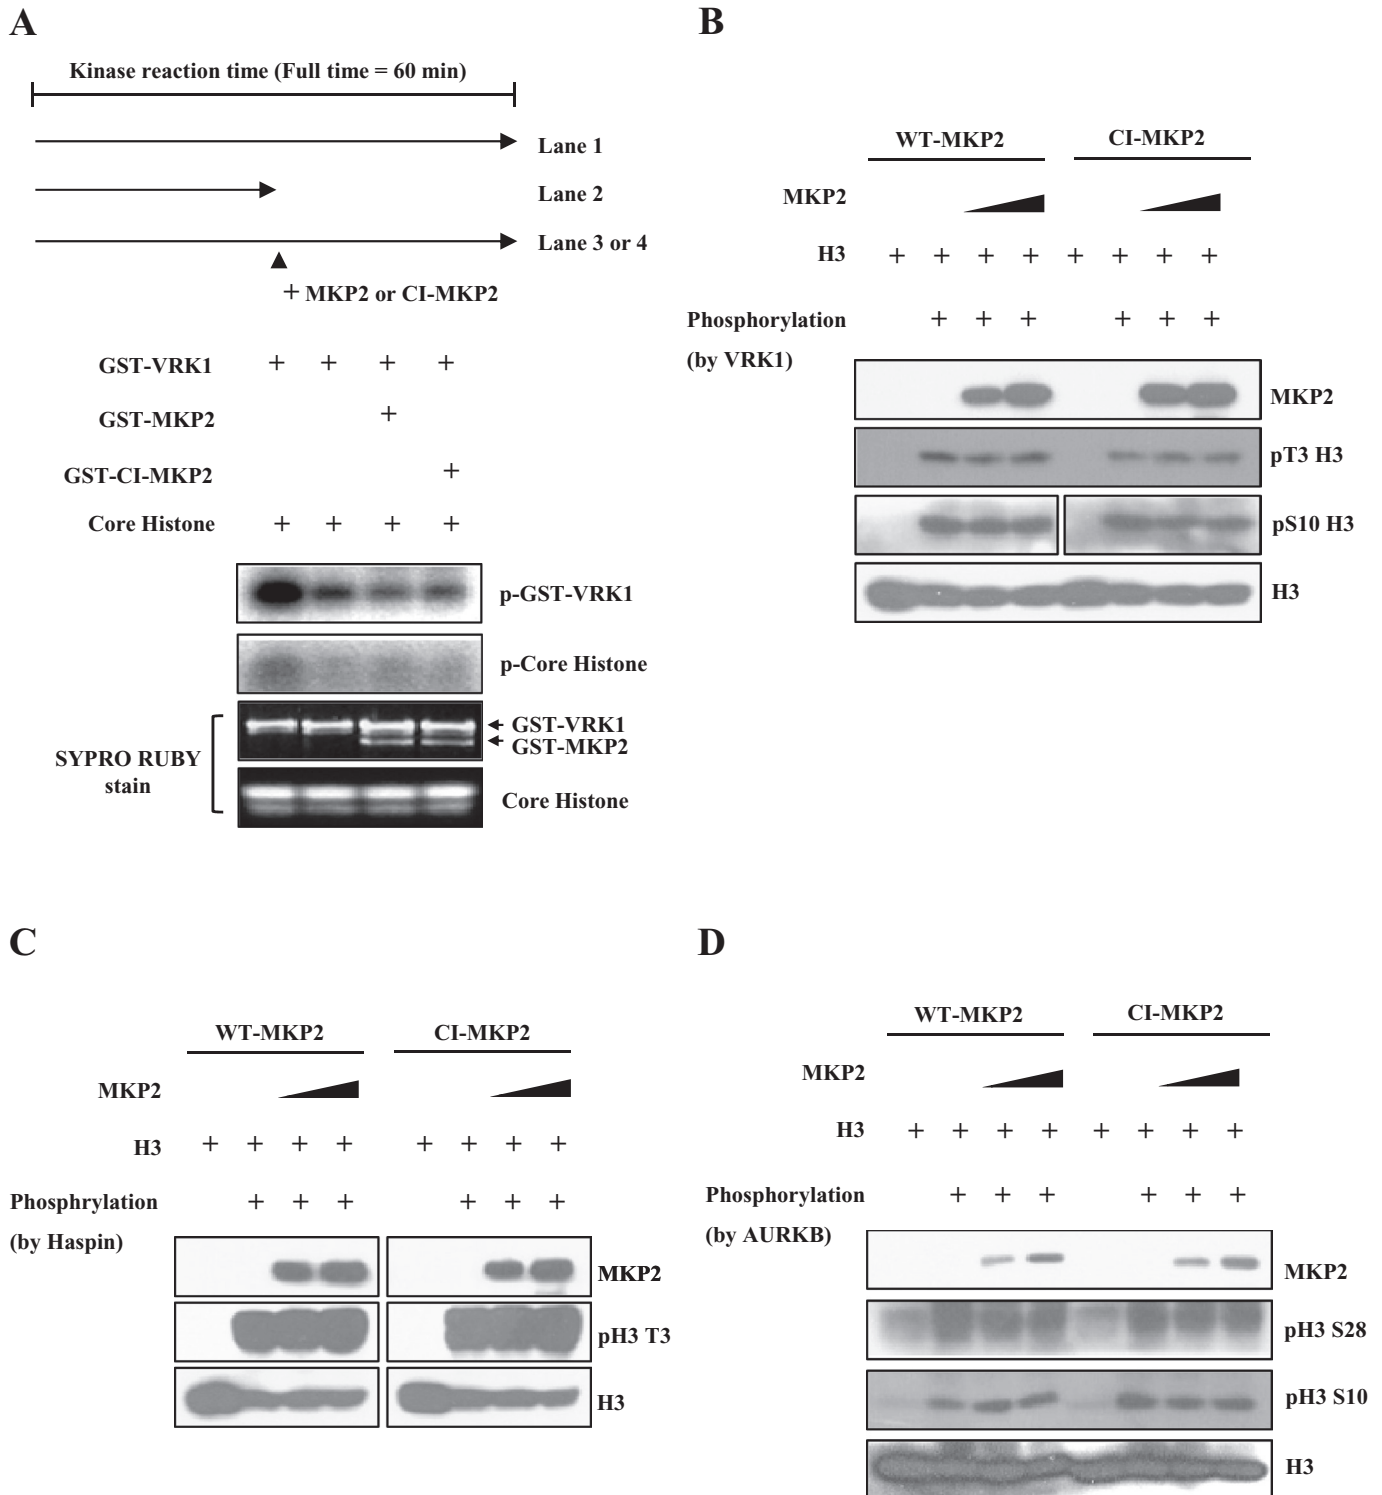 A
Kinase reaction time (Full time = 60 min)
Lane 1
Lane 2
Lane 3 or 4
+ MKP2 or CI-MKP2
GST-VRK1 + + + +
GST-MKP2 +
GST-CI-MKP2 +
Core Histone + + + +
p-GST-VRK1
p-Core Histone
SYPRO RUBY
stain
GST-VRK1
GST-MKP2
Core Histone
B
WT-MKP2 CI-MKP2
MKP2
H3 + + + + + + + +
Phosphorylation + + + + + +
(by VRK1)
MKP2
pT3 H3
pS10 H3
H3
C
WT-MKP2 CI-MKP2
MKP2
H3 + + + + + + + +
Phosphrylation + + + + + +
(by Haspin)
MKP2
pH3 T3
H3
D
WT-MKP2 CI-MKP2
MKP2
H3 + + + + + + + +
Phosphorylation + + + + + +
(by AURKB)
MKP2
pH3 S28
pH3 S10
H3